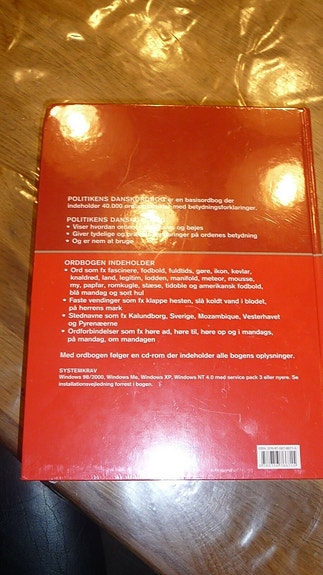 POLITIKENS DANSKORDBOG er en basisordbog der
indeholder 40.000 med betydningsforklaringer.
POLITIKENS
• Viser hvordan og bøjes
• Giver tydelige og på ordenes betydning
• Og er nem at bruge
ORDBOGEN INDEHOLDER
• Ord som fx fascinere, fodbold, fuldtids, gøre, ikon, kevlar,
knaldrød, land, legitim, lodden, manifold, meteor, mousse,
my, papfar, romkugle, stærse, tidoble og amerikansk fodbold,
blå mandag og sort hul
• Faste vendinger som fx klappe hesten, slå koldt vand i blodet,
på herrens mark
• Stednavne som fx Kalundborg, Sverige, Mozambique, Vesterhavet
og Pyrenæerne
• Ordforbindelser som fx høre ad, høre til, høre op og i mandags,
på mandag, om mandagen
Med ordbogen følger en cd-rom der indeholder alle bogens oplysninger.
SYSTEMKRAV
Windows 98/2000, Windows Me, Windows XP, Windows NT 4.0 med service pack 3 eller nyere. Se
installationsvejledning forrest i bogen.